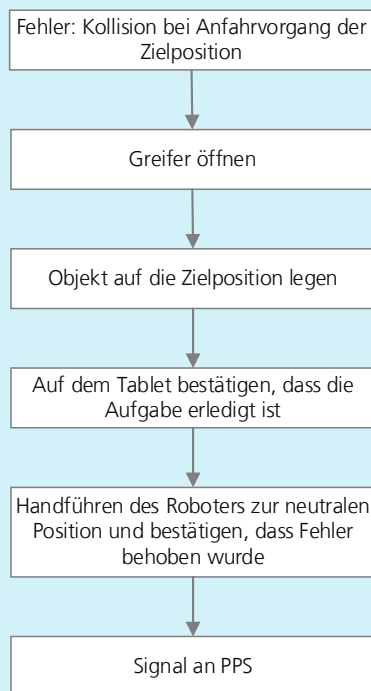 Fehler: Kollision bei Anfahrvorgang der
Zielposition
Greifer öffnen
Objekt auf die Zielposition legen
Auf dem Tablet bestätigen, dass die
Aufgabe erledigt ist
Handführen des Roboters zur neutralen
Position und bestätigen, dass Fehler
behoben wurde
Signal an PPS